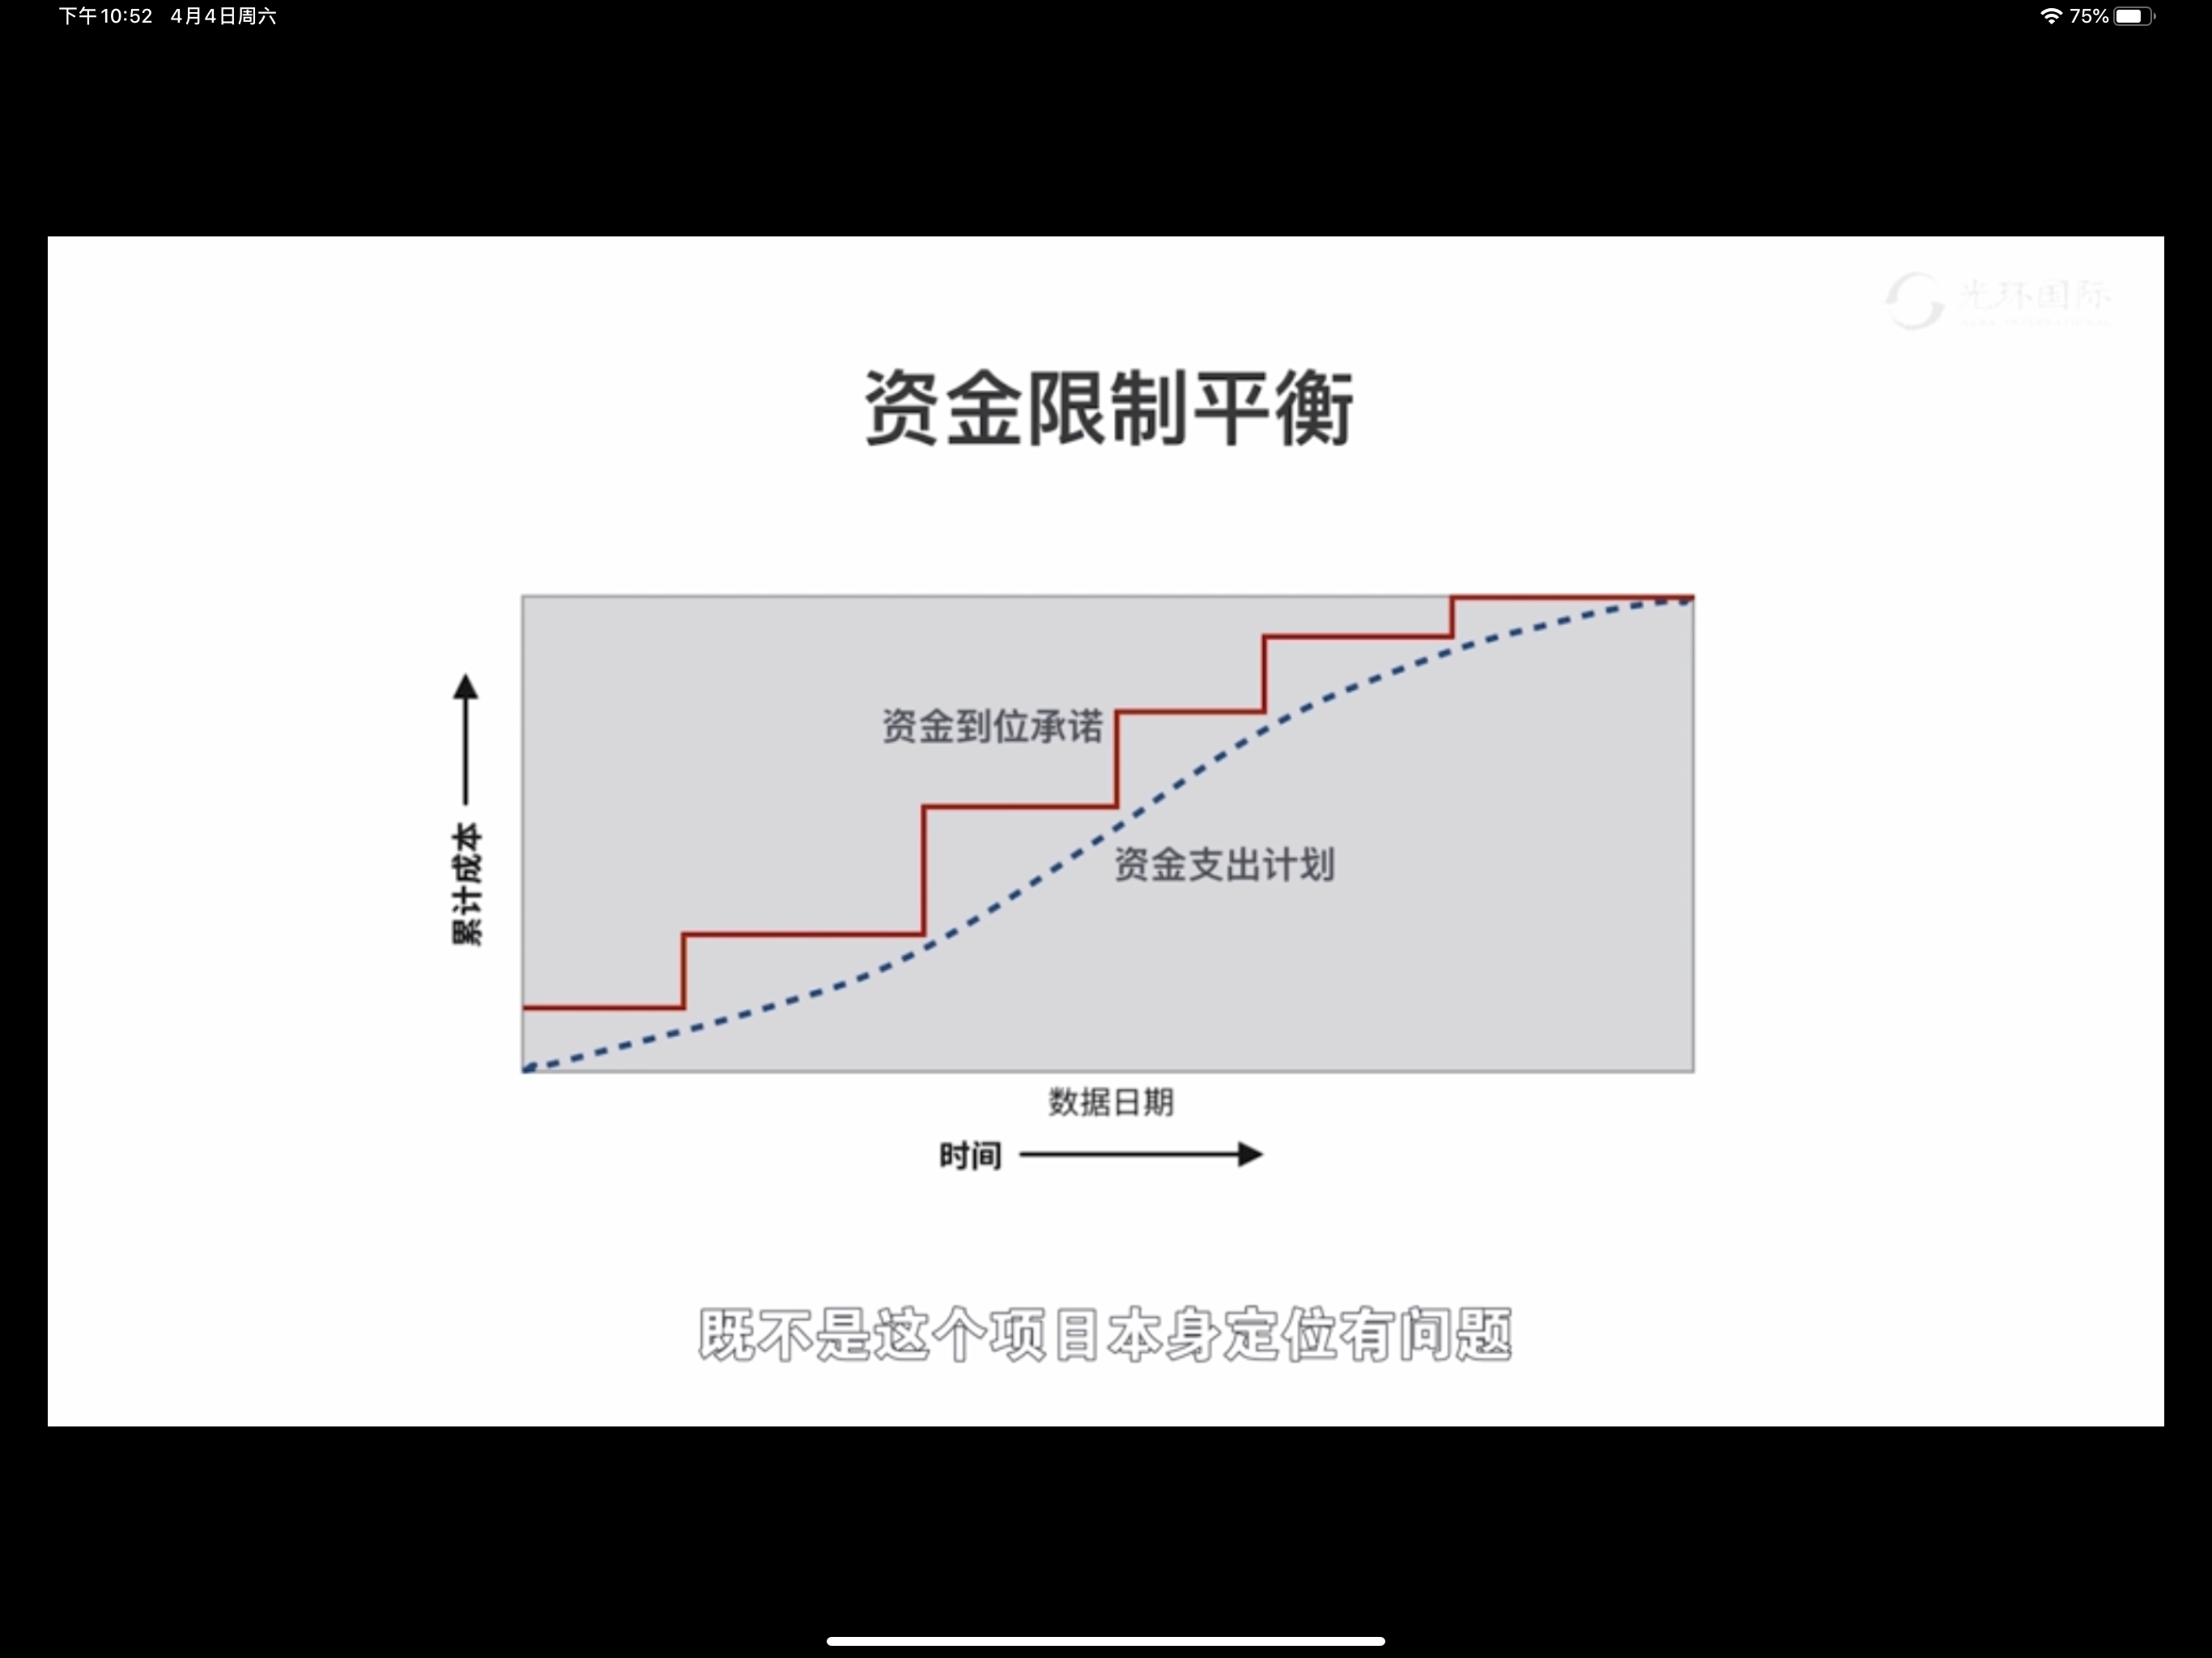 下午10:52 4月4日周六
75%
光环国际
资金限制平衡
资金到位承诺
资金支出计划
累计成本
数据日期
时间
既不是这个项目本身定位有问题